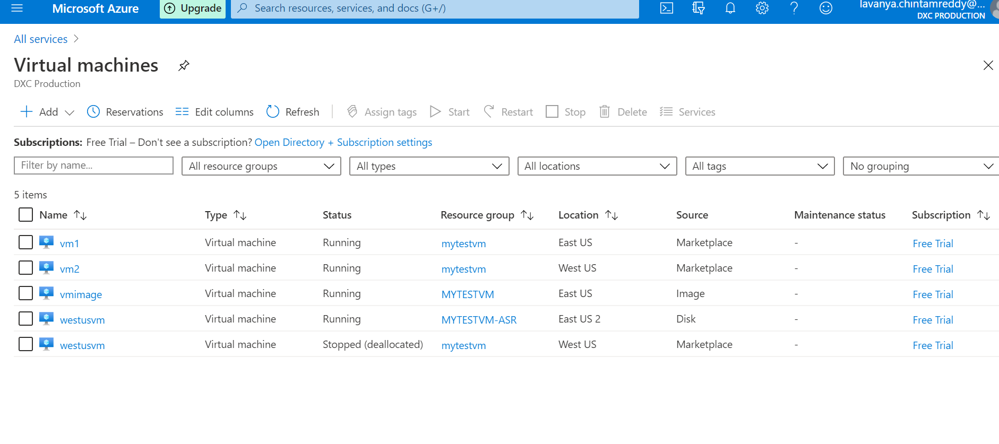 Microsoft Azure
Upgrade
Search resources, services, and docs (G+/)
lavanya.chintamreddy@...
DXC PRODUCTION
All services
Virtual machines
DXC Production
Add
Reservations
Edit columns
Refresh
Assign tags
Start
Restart
Stop
Delete
Services
Subscriptions: Free Trial – Don't see a subscription? Open Directory + Subscription settings
Filter by name...
All resource groups
All types
All locations
All tags
No grouping
5 items
Name Type Status Resource group Location Source Maintenance status Subscription
vm1 Virtual machine Running mytestvm East US Marketplace - Free Trial
vm2 Virtual machine Running mytestvm West US Marketplace - Free Trial
vmimage Virtual machine Running MYTESTVM East US Image - Free Trial
westusvm Virtual machine Running MYTESTVM-ASR East US 2 Disk - Free Trial
westusvm Virtual machine Stopped (deallocated) mytestvm West US Marketplace - Free Trial